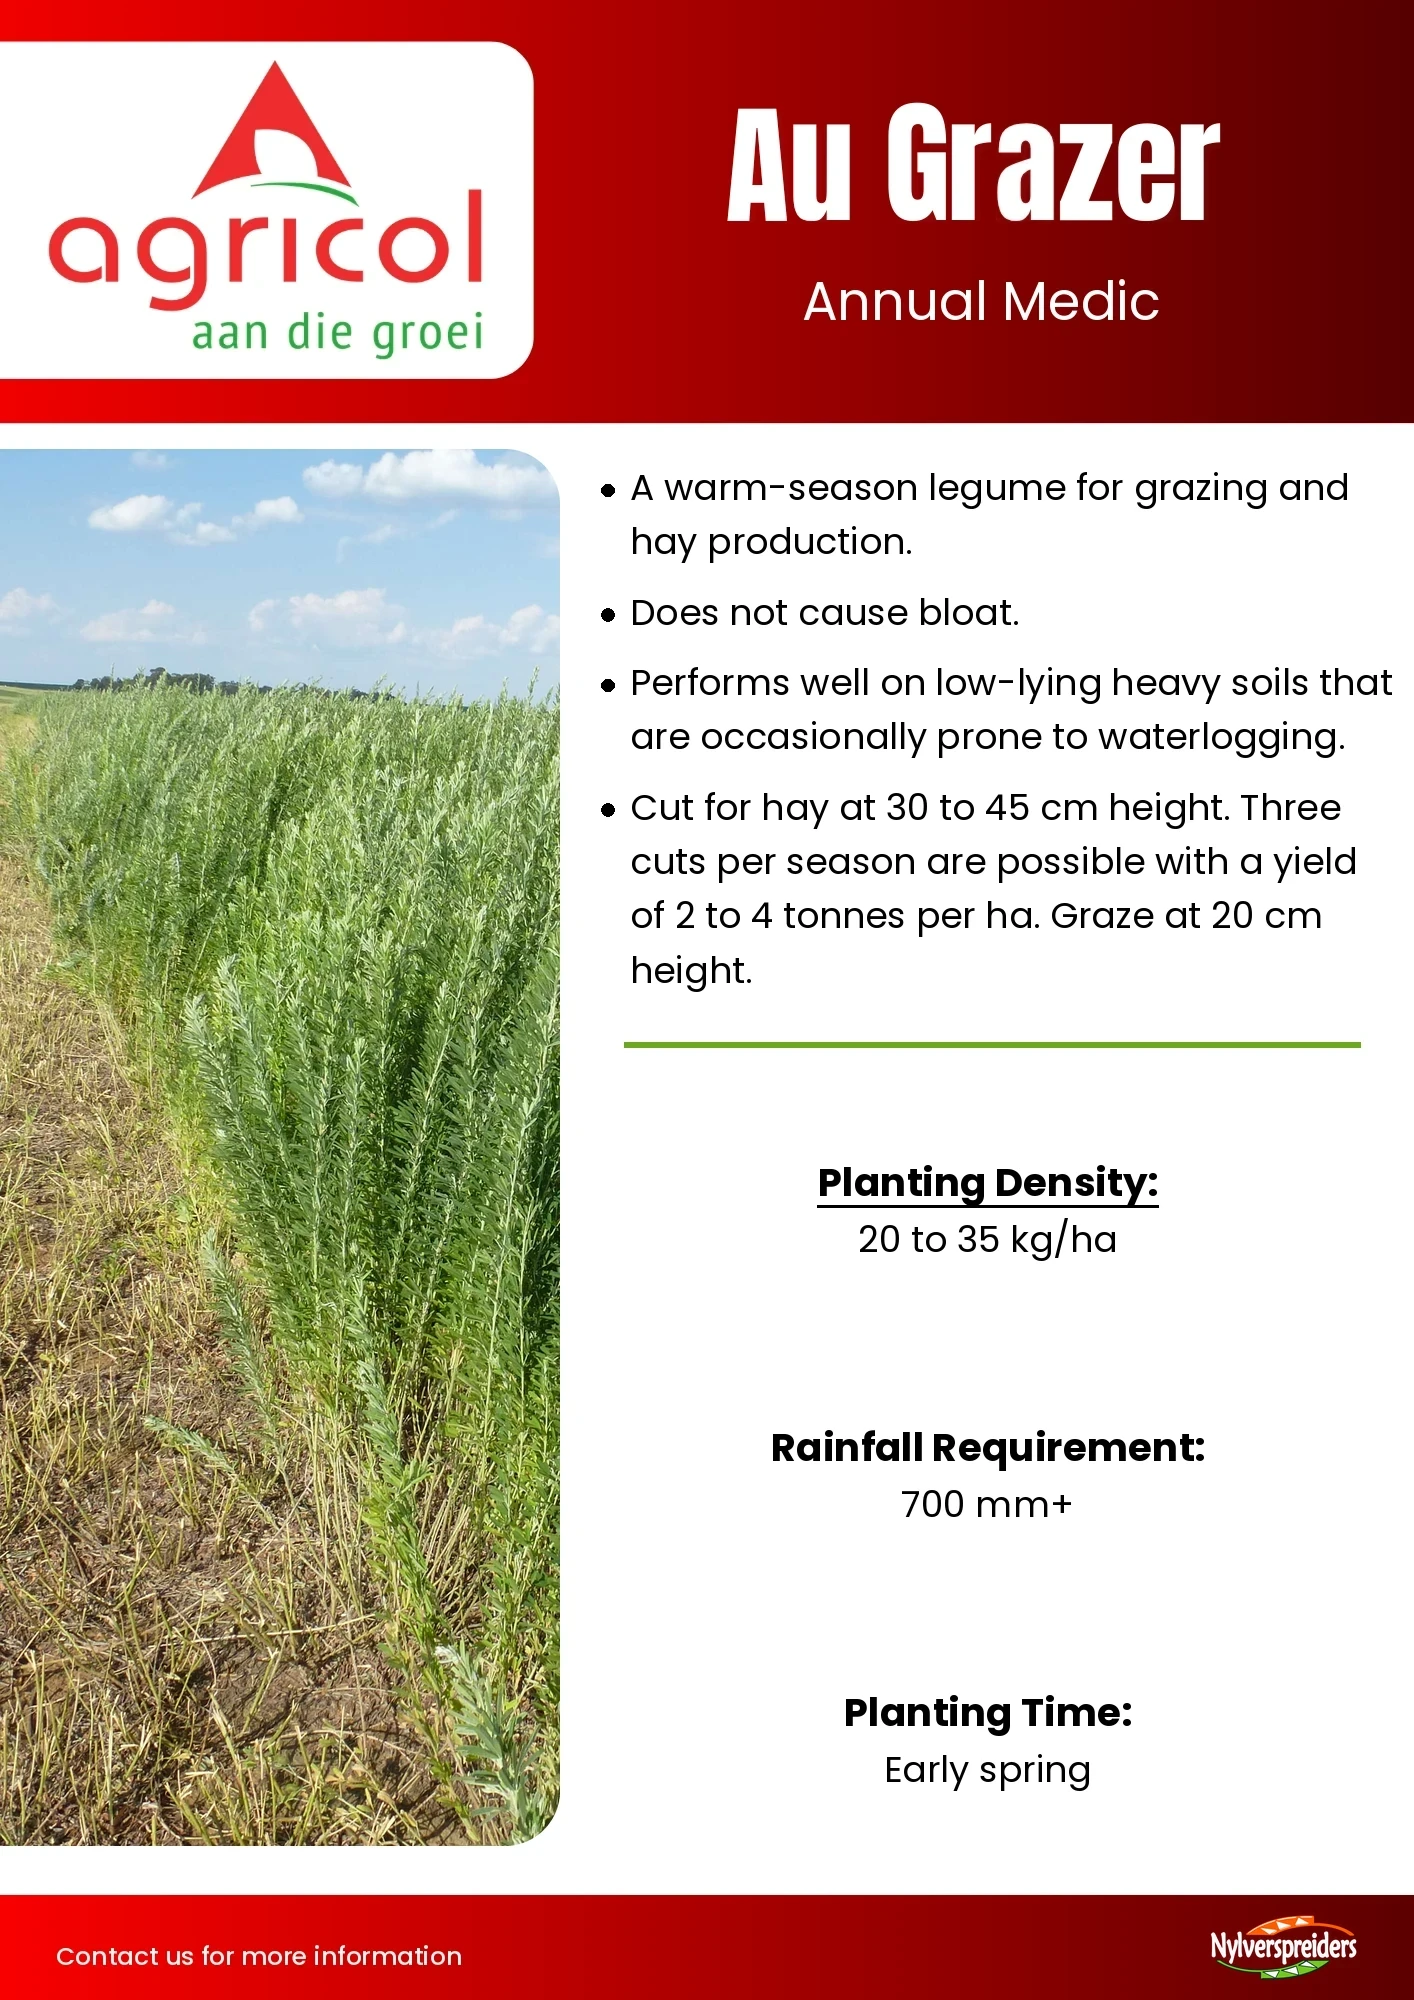 agricol
aan die groei
Au Grazer
Annual Medic
• A warm-season legume for grazing and
hay production.
• Does not cause bloat.
• Performs well on low-lying heavy soils that
are occasionally prone to waterlogging.
• Cut for hay at 30 to 45 cm height. Three
cuts per season are possible with a yield
of 2 to 4 tonnes per ha. Graze at 20 cm
height.
Planting Density:
20 to 35 kg/ha
Rainfall Requirement:
700 mm+
Planting Time:
Early spring
Contact us for more information
Nylverspreiders